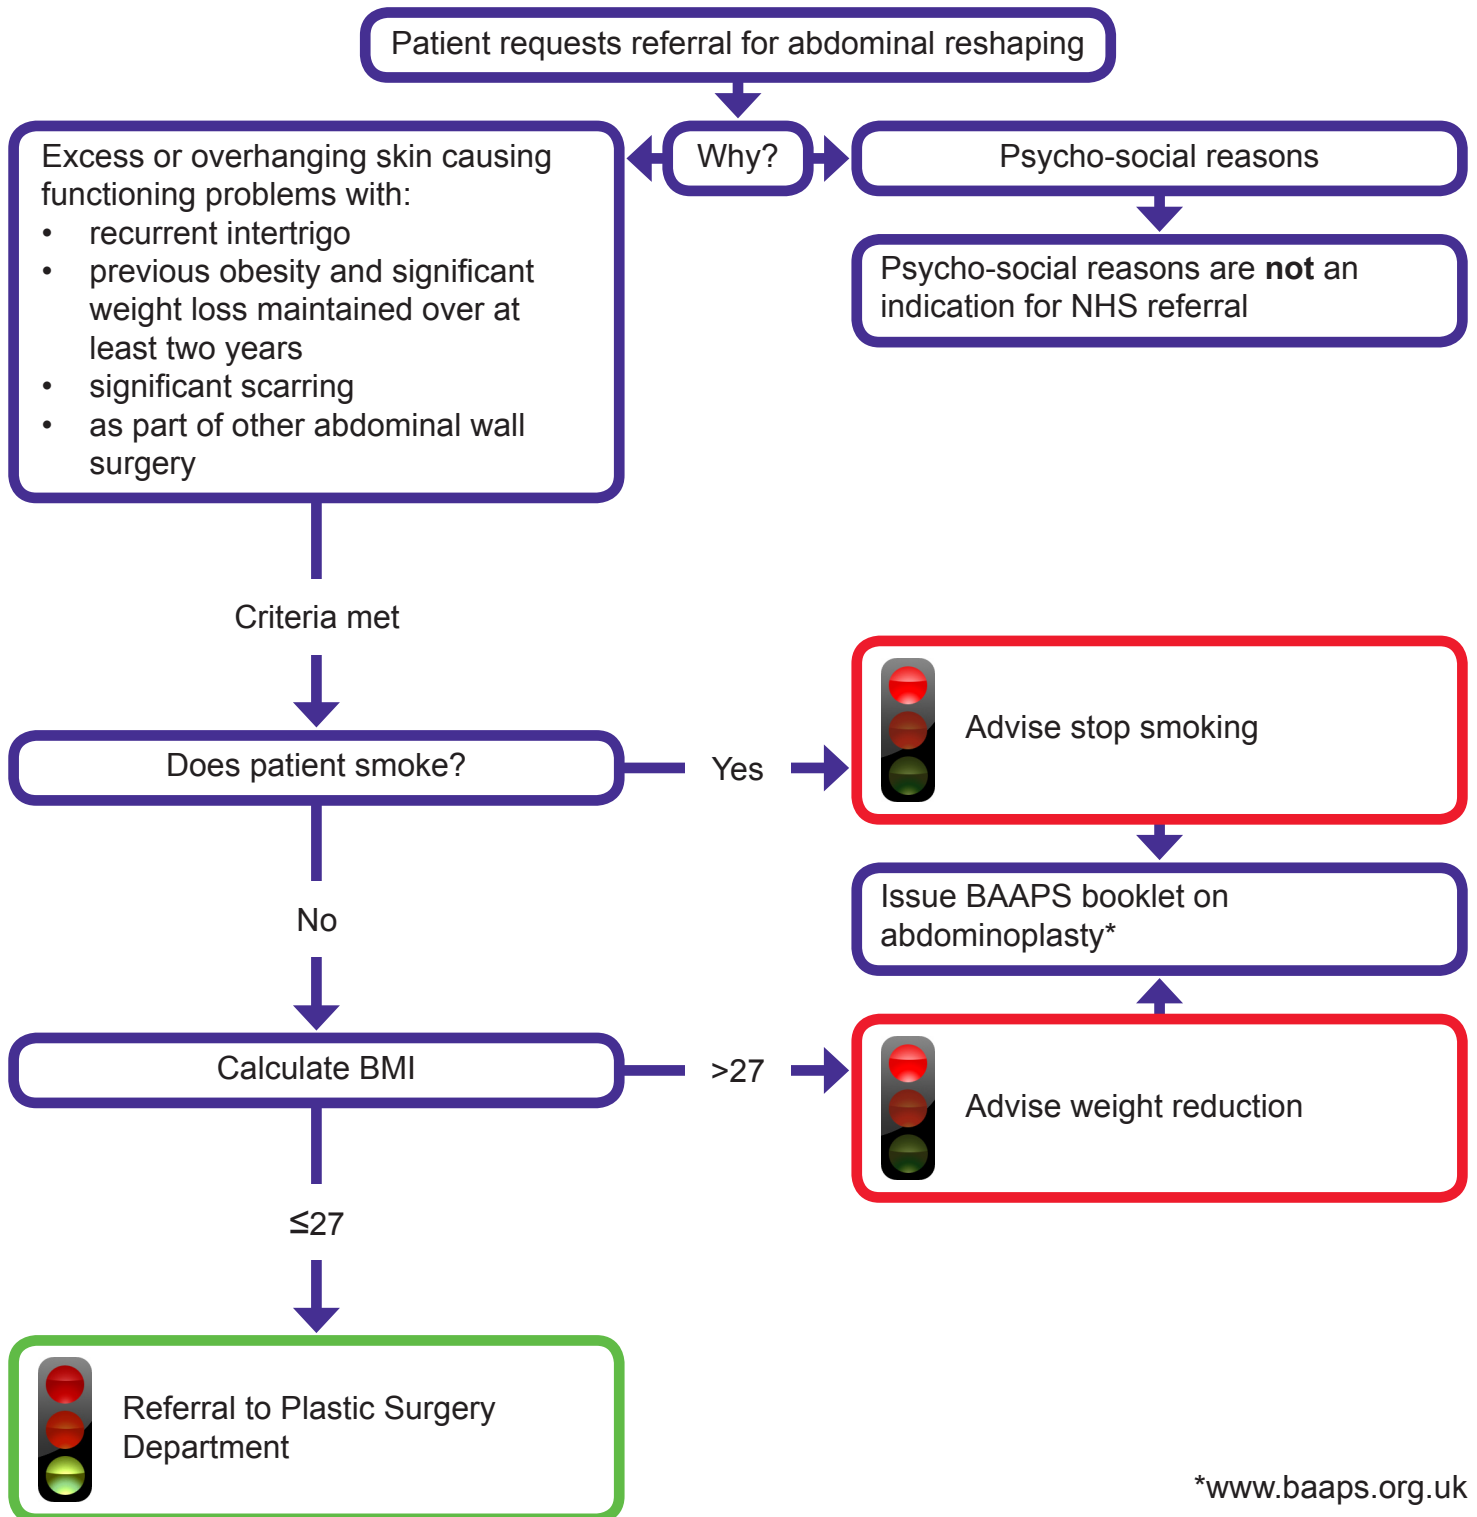 Patient requests referral for abdominal reshaping
Why?
Excess or overhanging skin causing
functioning problems with:
• recurrent intertrigo
• previous obesity and significant
weight loss maintained over at
least two years
• significant scarring
• as part of other abdominal wall
surgery
Psycho-social reasons
Psycho-social reasons are not an
indication for NHS referral
Criteria met
Does patient smoke?
Yes
Advise stop smoking
Issue BAAPS booklet on
abdominoplasty*
No
Calculate BMI
>27
Advise weight reduction
≤27
Referral to Plastic Surgery
Department
*www.baaps.org.uk